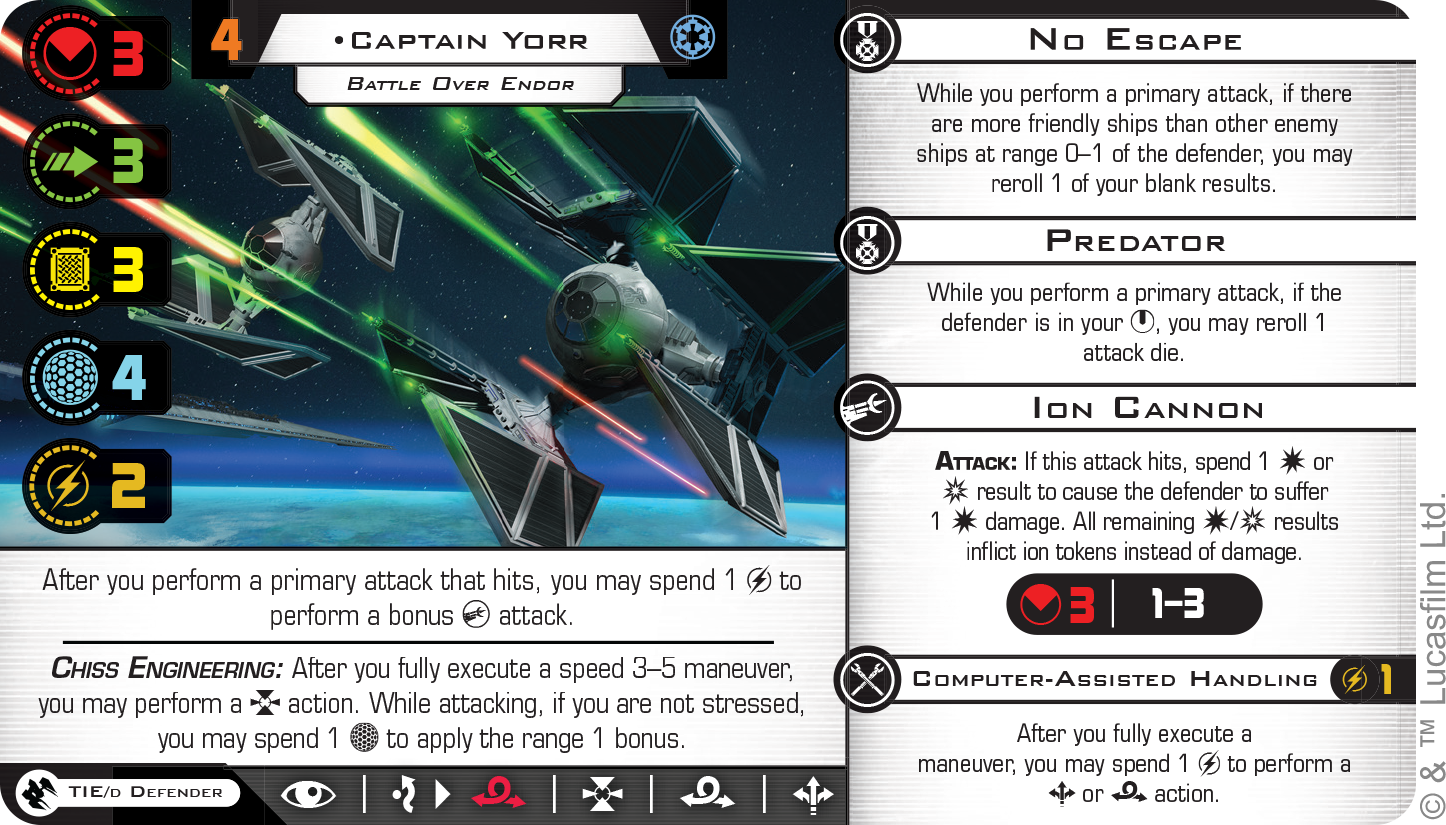 3
4
•Captain Yorr
Battle Over Endor
3
3
4
2
After you perform a primary attack that hits, you may spend 1 to
perform a bonus attack.
Chiss Engineering: After you fully execute a speed 3–5 maneuver,
you may perform a action. While attacking, if you are not stressed,
you may spend 1 to apply the range 1 bonus.
TIE/d Defender
No Escape
While you perform a primary attack, if there
are more friendly ships than other enemy
ships at range 0–1 of the defender, you may
reroll 1 of your blank results.
Predator
While you perform a primary attack, if the
defender is in your , you may reroll 1
attack die.
Ion Cannon
Attack: If this attack hits, spend 1 or
result to cause the defender to suffer
1 damage. All remaining / results
inflict ion tokens instead of damage.
3 1–3
Computer-Assisted Handling 1
After you fully execute a
maneuver, you may spend 1 to perform a
or action.
© & ™ Lucasfilm Ltd.